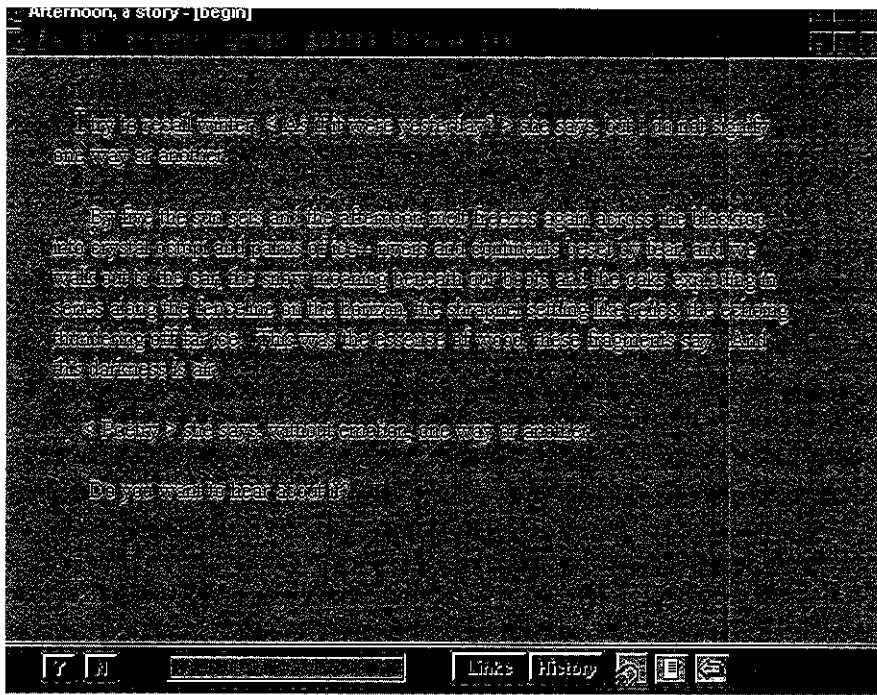 Afternoon, a story - [begin]
I try to recall winter. < As if it were yesterday? > she says, but I do not signify
one way or another.
By five the sun sets and the afternoon melt freezes again across the blacktop
into crystal octopi and palms of ice-- rivers and continents beset by fear, and we
walk out to the car, the snow moaning beneath our boots and the oaks exploding in
series along the fenceline on the horizon, the shrapnel settling like relics, the echoing
thundering off far ice. This was the essence of wood, these fragments say. And
this darkness is air.
< Poetry > she says, without emotion, one way or another.
Do you want to hear about it?
Y N Links History